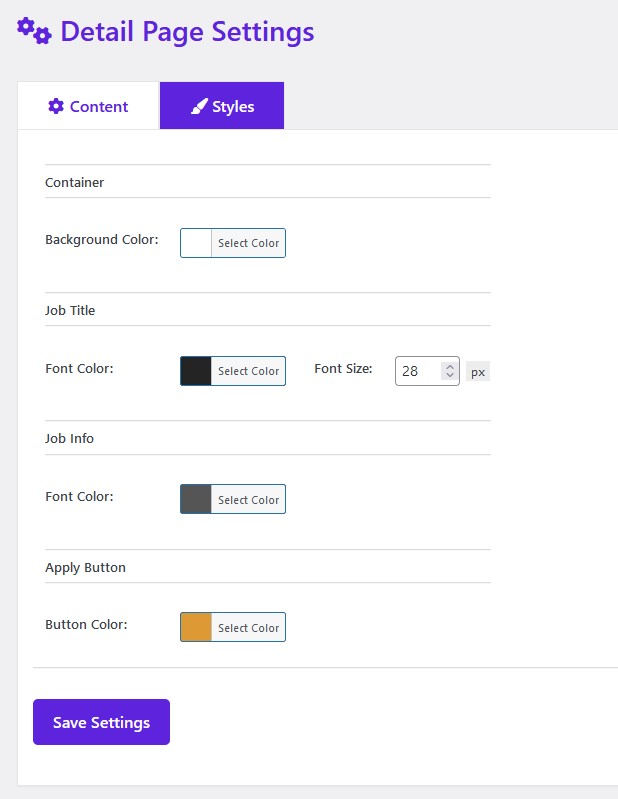 Detail Page Settings
Content Styles
Container
Background Color: Select Color
Job Title
Font Color: Select Color Font Size: 28 px
Job Info
Font Color: Select Color
Apply Button
Button Color: Select Color
Save Settings